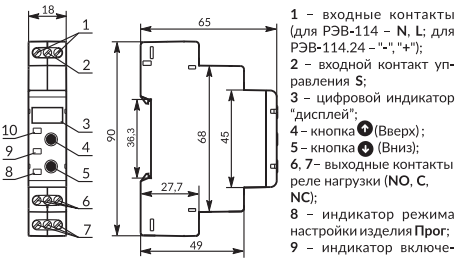 18
65
1
2
3
4
5
6
7
10
9
8
90
36.3
68
45
27,7
49
1 – входные контакты
(для РЭВ-114 – N, L; для
РЭВ-114.24 – "-", "+");
2 – входной контакт уп-
равления S;
3 – цифровой индикатор
“дисплей”;
4 – кнопка (Вверх);
5 – кнопка (Вниз);
6, 7– выходные контакты
реле нагрузки (NO, C,
NC);
8 – индикатор режима
настройки изделия Прог;
9 – индикатор включе-